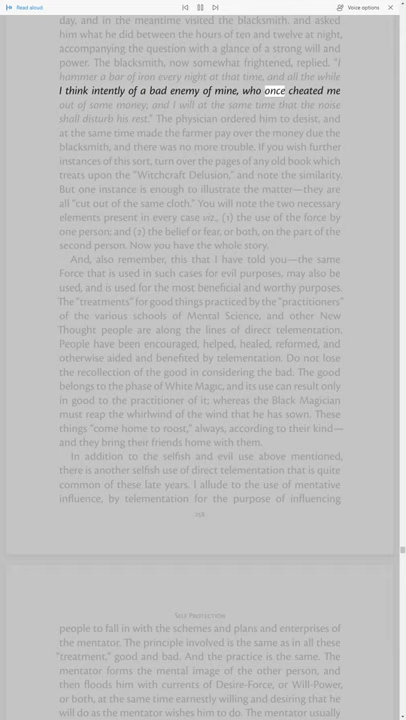 Read aloud
Voice options
day, and in the meantime visited the blacksmith. and asked
him what he did between the hours of ten and twelve at night,
accompanying the question with a glance of a strong will and
power. The blacksmith, now somewhat frightened, replied. "I
hammer a bar of iron every night at that time, and all the while
I think intently of a bad enemy of mine, who once cheated me
out of some money; and I will at the same time that the noise
shall disturb his rest." The physician ordered him to desist, and
at the same time made the farmer pay over the money due the
blacksmith, and there was no more trouble. If you wish further
instances of this sort, turn over the pages of any old book which
treats upon the "Witchcraft Delusion," and note the similarity.
But one instance is enough to illustrate the matter—they are
all "cut out of the same cloth." You will note the two necessary
elements present in every case viz., (1) the use of the force by
one person; and (2) the belief or fear, or both, on the part of the
second person. Now you have the whole story.
And, also remember, this that I have told you—the same
Force that is used in such cases for evil purposes, may also be
used, and is used for the most beneficial and worthy purposes.
The "treatments" for good things practiced by the "practitioners"
of the various schools of Mental Science, and other New
Thought people are along the lines of direct telementation.
People have been encouraged, helped, healed, reformed, and
otherwise aided and benefited by telementation. Do not lose
the recollection of the good in considering the bad. The good
belongs to the phase of White Magic, and its use can result only
in good to the practitioner of it; whereas the Black Magician
must reap the whirlwind of the wind that he has sown. These
things "come home to roost," always, according to their kind—
and they bring their friends home with them.
In addition to the selfish and evil use above mentioned,
there is another selfish use of direct telementation that is quite
common of these late years. I allude to the use of mentative
influence, by telementation for the purpose of influencing
Self Protection
people to fall in with the schemes and plans and enterprises of
the mentator. The principle involved is the same as in all these
"treatment," good and bad. And the practice is the same. The
mentator forms the mental image of the other person, and
then floods him with currents of Desire-Force, or Will-Power,
or both, at the same time earnestly willing and desiring that he
will do as the mentator wishes him to do. The mentator usually